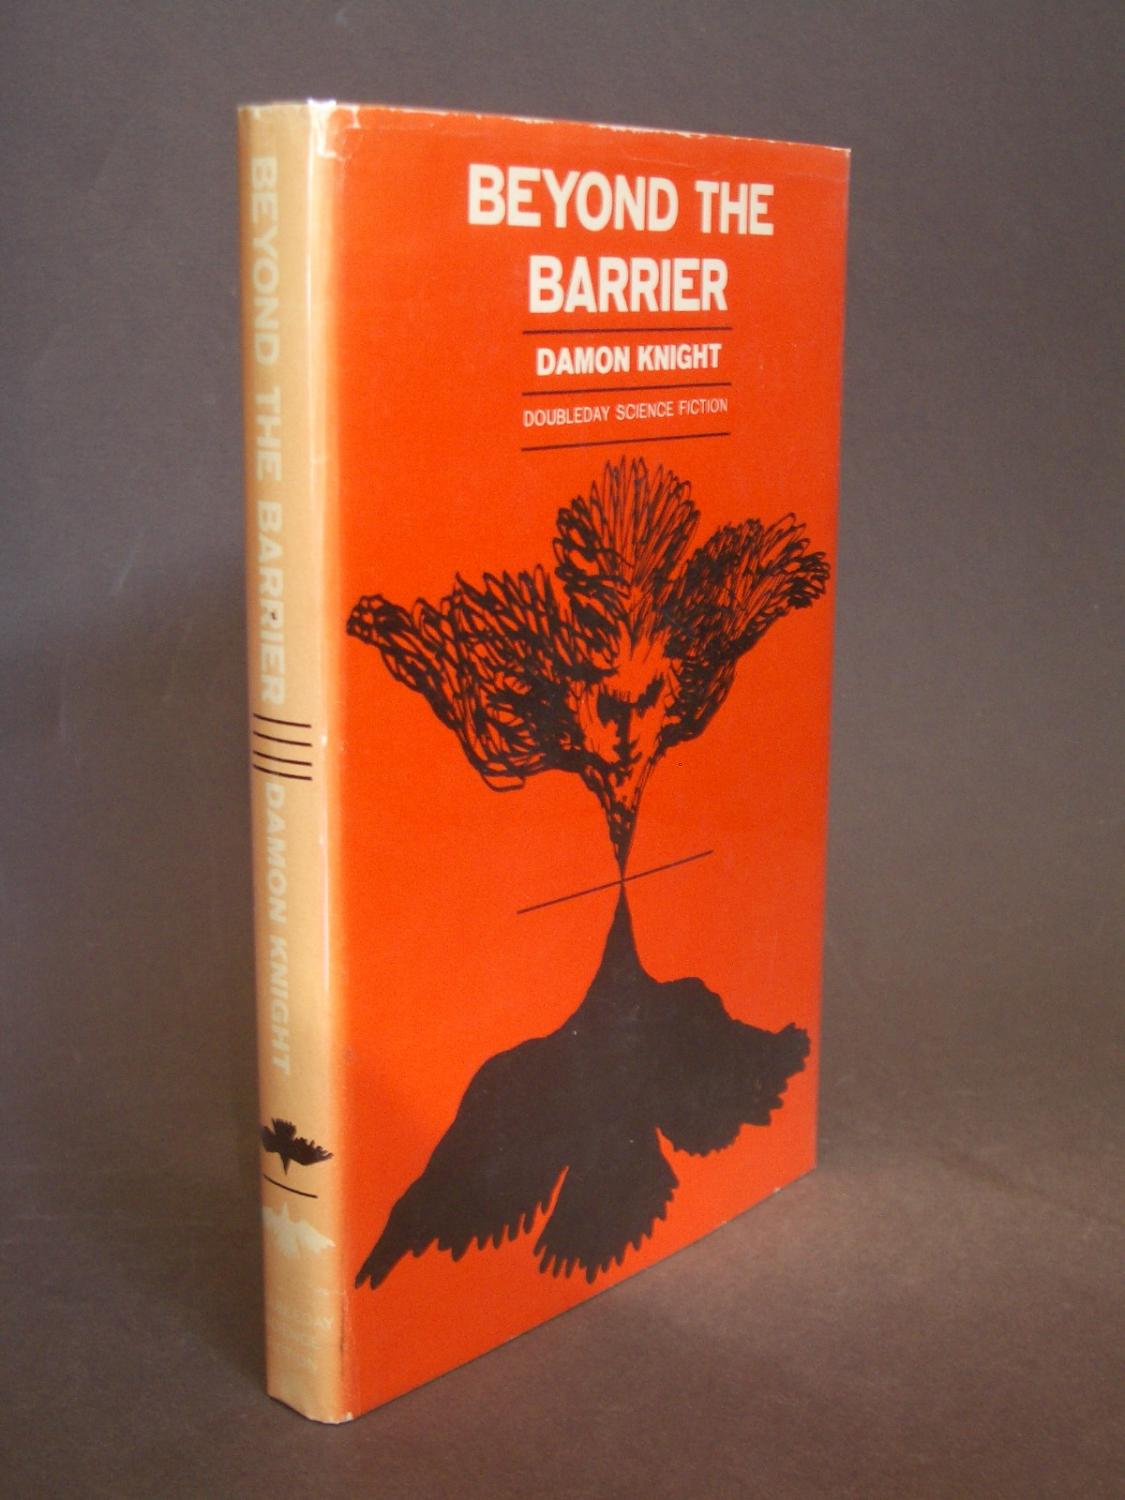 BEYOND THE
BARRIER
DAMON KNIGHT
DOUBLEDAY SCIENCE FICTION
BEYOND THE BARRIER DAMON KNIGHT